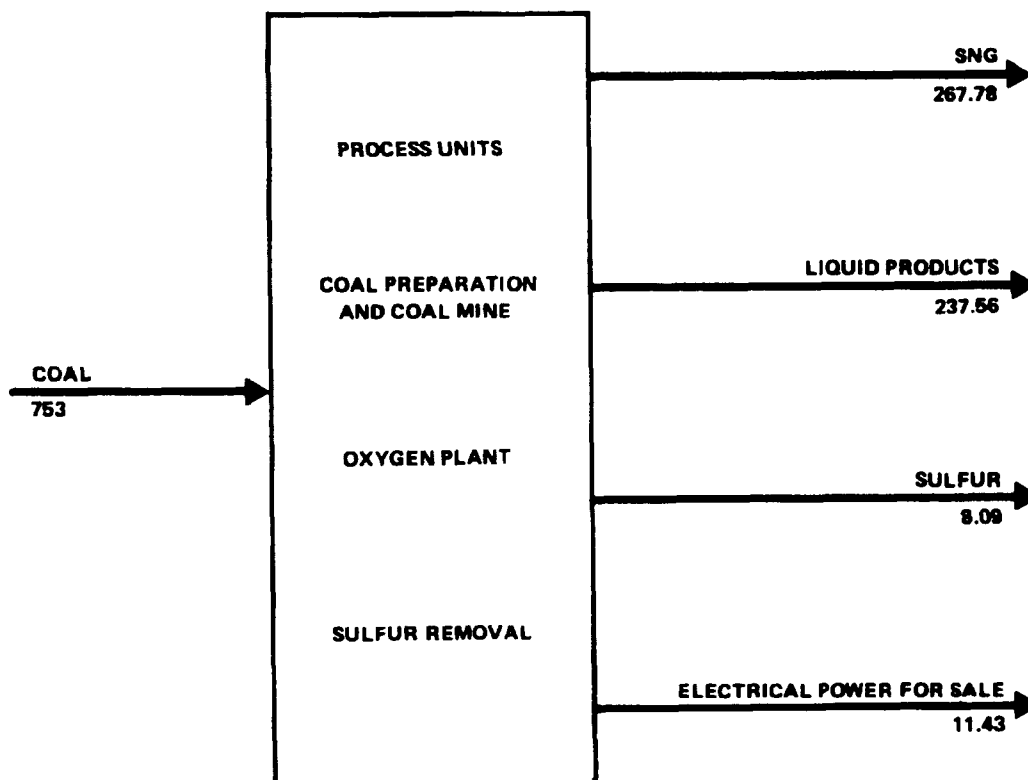 SNG
267.78
PROCESS UNITS
LIQUID PRODUCTS
237.56
COAL PREPARATION
AND COAL MINE
COAL
753
OXYGEN PLANT
SULFUR
8.09
SULFUR REMOVAL
ELECTRICAL POWER FOR SALE
11.43